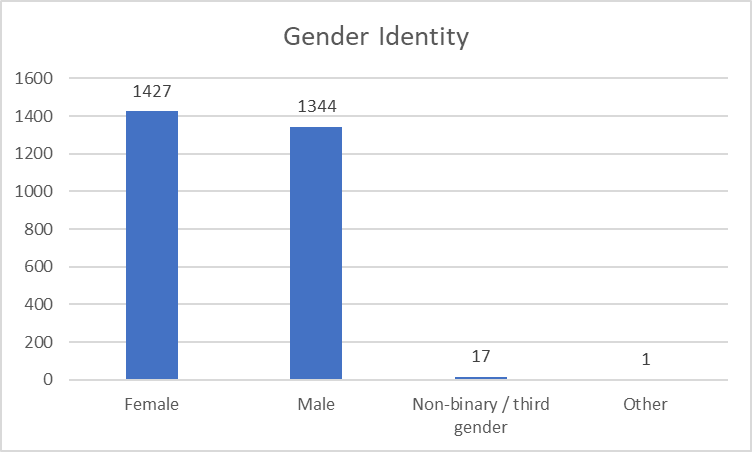 Gender Identity
1600
1400
1200
1000
800
600
400
200
0
1427
1344
17
1
Female
Male
Non-binary / third
gender
Other